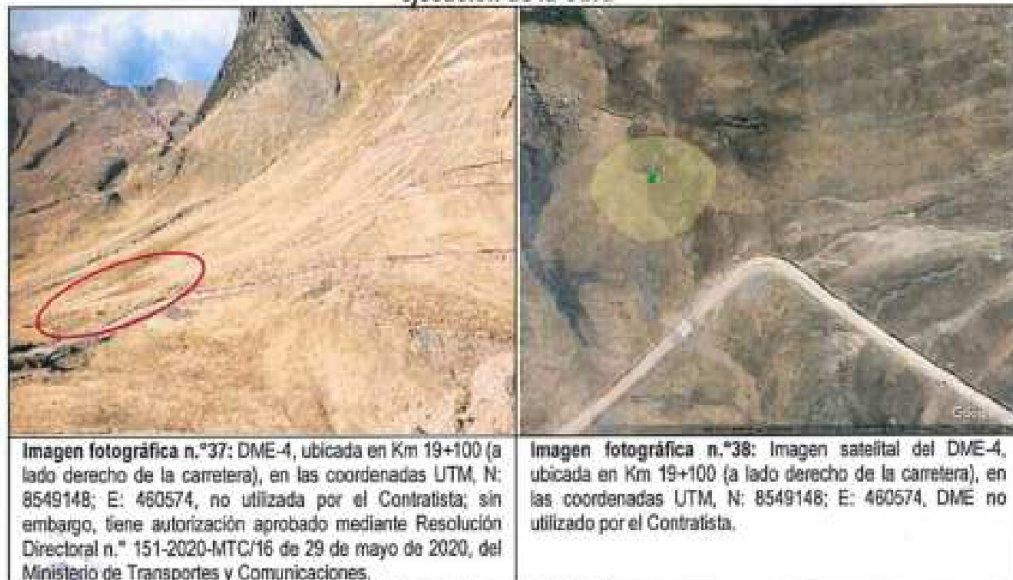 ejecución de la obra
Imagen fotográfica n.°37: DME-4, ubicada en Km 19+100 (a
lado derecho de la carretera), en las coordenadas UTM, N:
8549148; E: 460574, no utilizada por el Contratista; sin
embargo, tiene autorización aprobado mediante Resolución
Directoral n.° 151-2020-MTC/16 de 29 de mayo de 2020, del
Ministerio de Transportes y Comunicaciones.
Imagen fotográfica n.°38: Imagen satelital del DME-4,
ubicada en Km 19+100 (a lado derecho de la carretera), en
las coordenadas UTM, N: 8549148; E: 460574, DME no
utilizado por el Contratista.